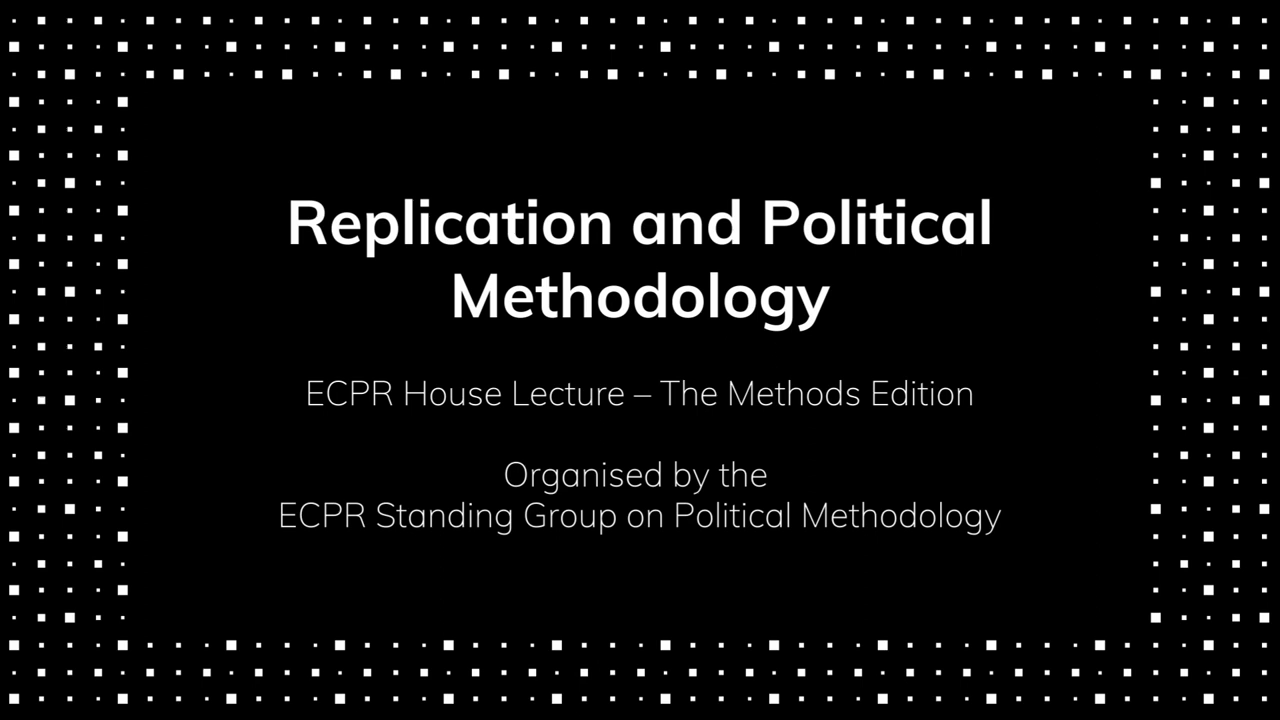 Replication and Political
Methodology
ECPR House Lecture – The Methods Edition
Organised by the
ECPR Standing Group on Political Methodology